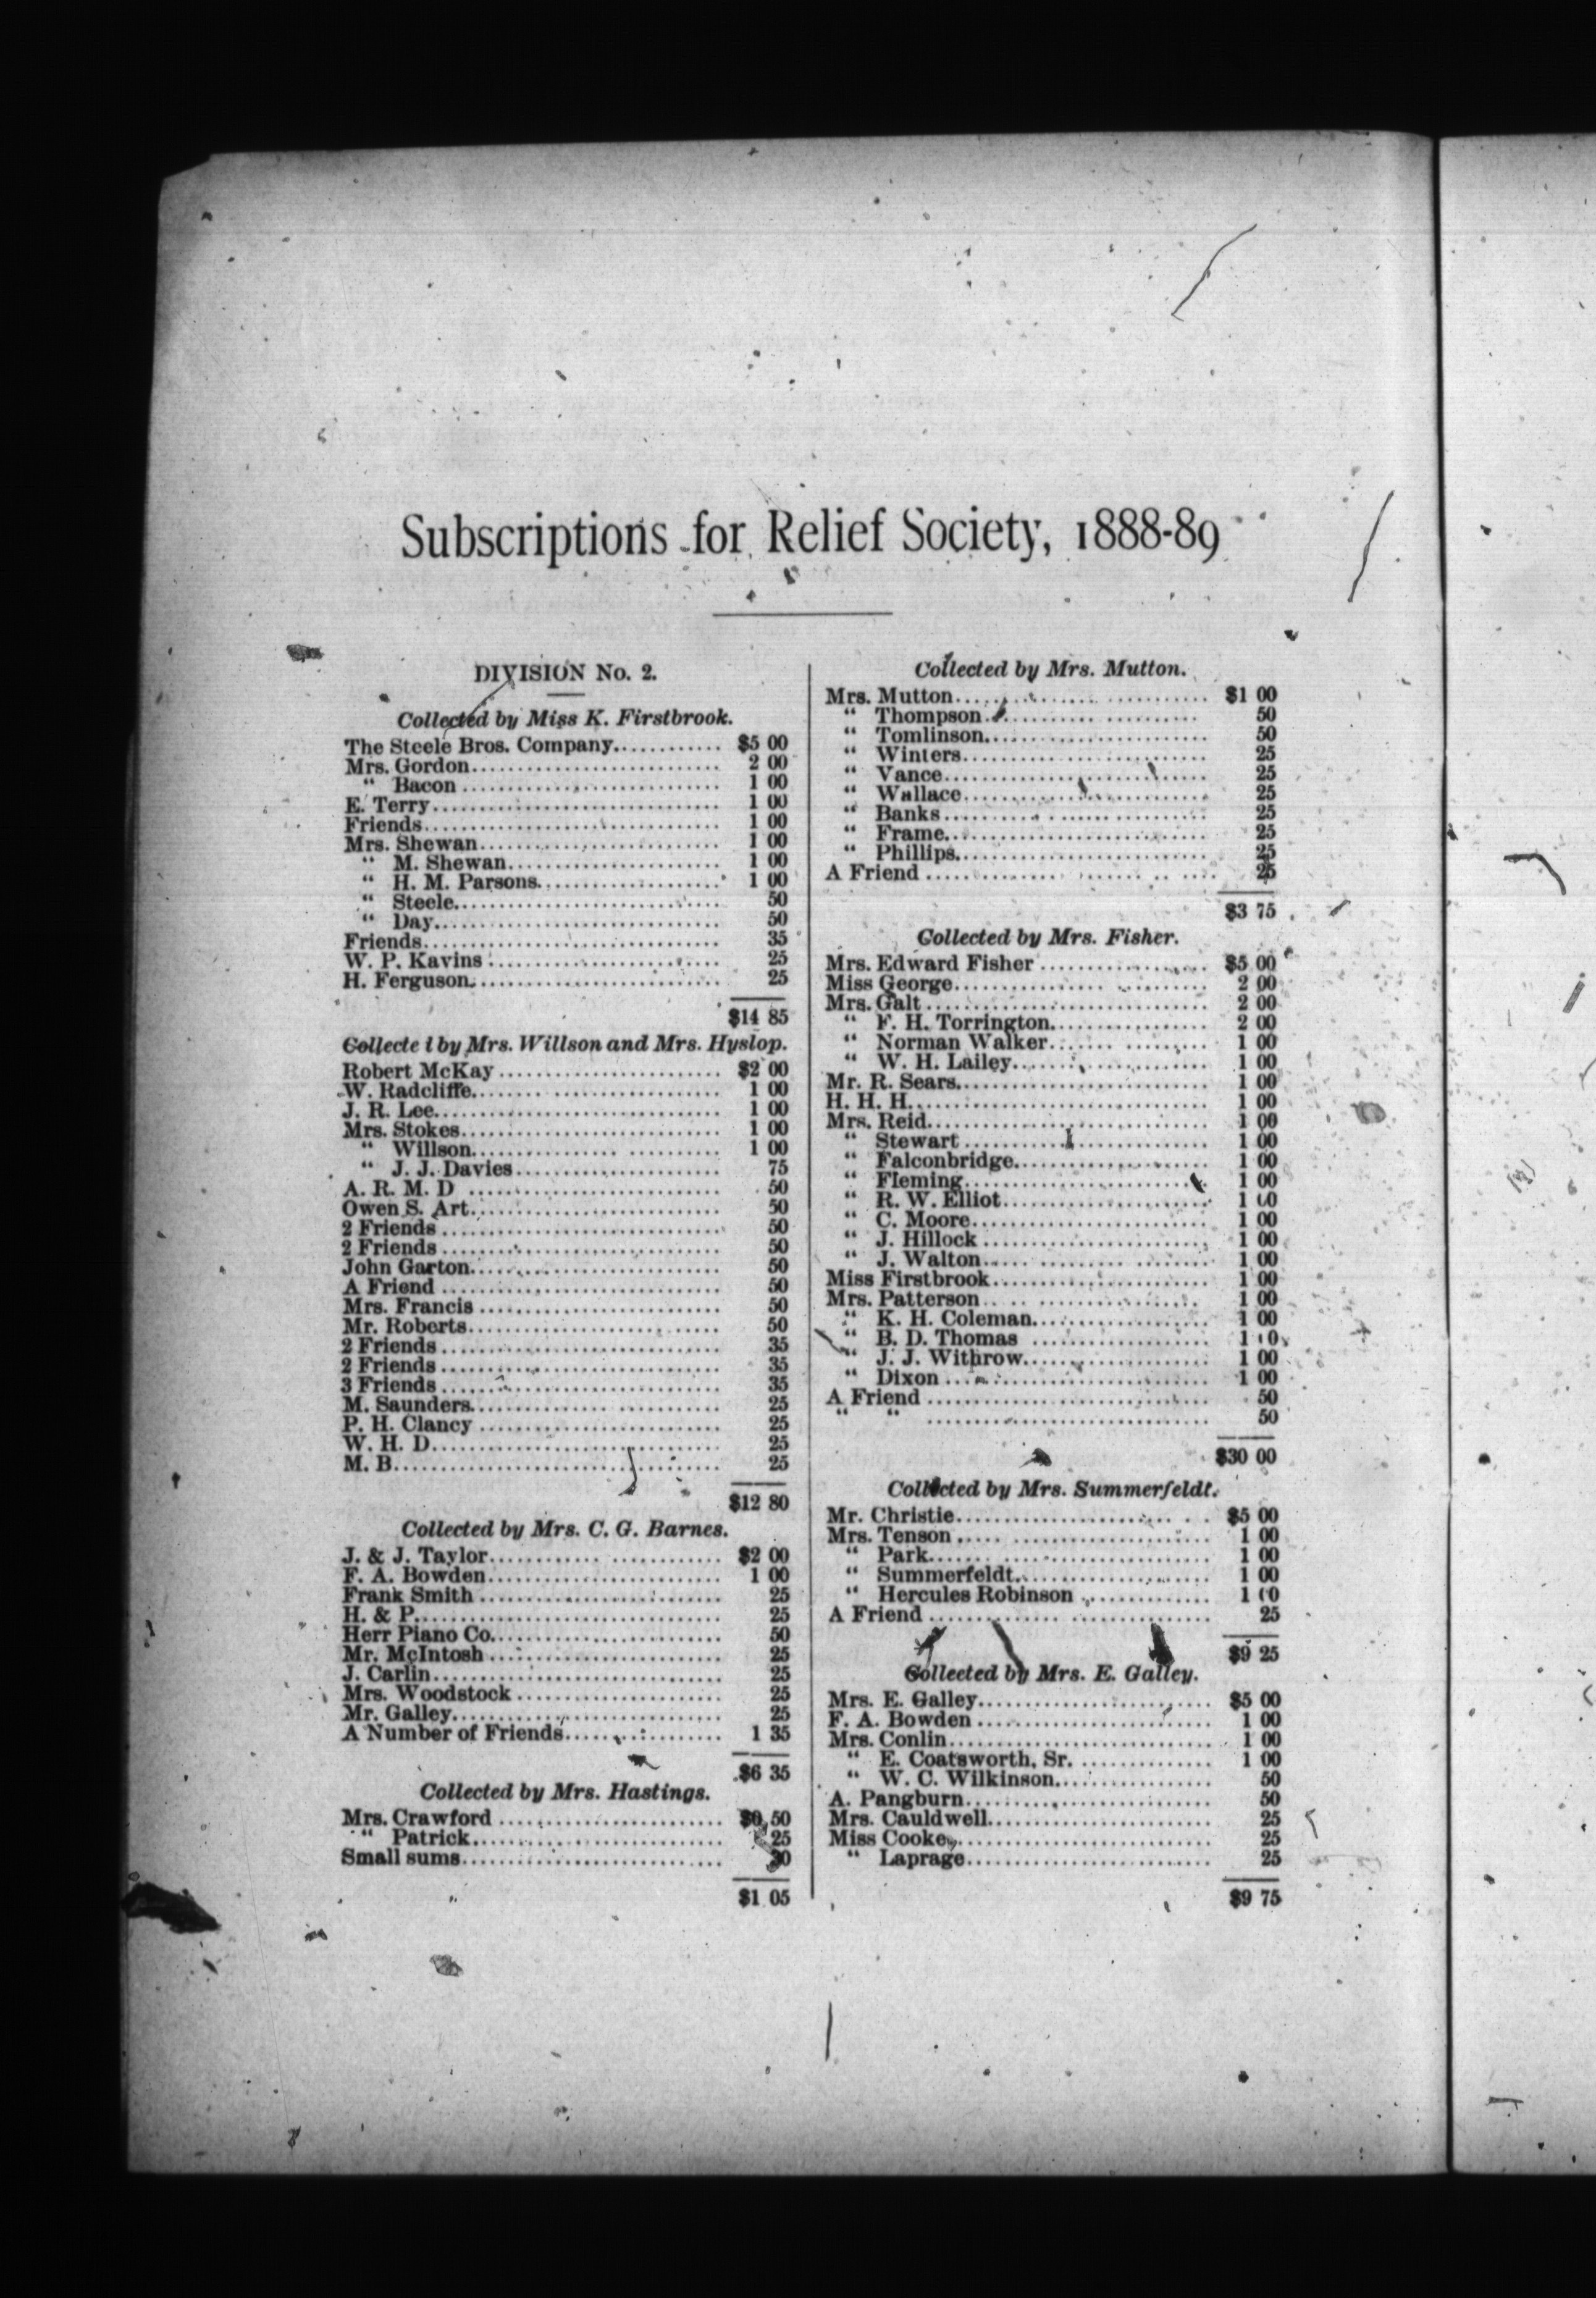 Subscriptions for Relief Society, 1888-89
DIVISION No. 2.
Collected by Miss K. Firstbrook.
The Steele Bros. Company............ $5 00
Mrs. Gordon........................... 2 00
“ Bacon ............................ 1 00
E. Terry............................... 1 00
Friends................................ 1 00
Mrs. Shewan.......................... 1 00
“ M. Shewan....................... 1 00
“ H. M. Parsons.................... 1 00
“ Steele............................. 50
“ Day............................... 50
Friends................................ 35
W. P. Kavins ......................... 25
H. Ferguson........................... 25
$14 85
Collecte l by Mrs. Willson and Mrs. Hyslop.
Robert McKay ........................ $2 00
W. Radcliffe........................... 1 00
J. R. Lee............................... 1 00
Mrs. Stokes............................ 1 00
“ Willson........................... 1 00
“ J. J. Davies...................... 75
A. R. M. D ........................... 50
Owen S. Art........................... 50
2 Friends .............................. 50
2 Friends .............................. 50
John Garton........................... 50
A Friend .............................. 50
Mrs. Francis .......................... 50
Mr. Roberts........................... 50
2 Friends .............................. 35
2 Friends .............................. 35
3 Friends .............................. 35
M. Saunders........................... 25
P. H. Clancy .......................... 25
W. H. D............................... 25
M. B................................... 25
$12 80
Collected by Mrs. C. G. Barnes.
J. & J. Taylor......................... $2 00
F. A. Bowden......................... 1 00
Frank Smith .......................... 25
H. & P................................. 25
Herr Piano Co......................... 50
Mr. McIntosh ......................... 25
J. Carlin............................... 25
Mrs. Woodstock ...................... 25
Mr. Galley............................. 25
A Number of Friends................. 1 35
$6 35
Collected by Mrs. Hastings.
Mrs. Crawford ........................ $0 50
“ Patrick........................... 25
Small sums............................ 30
$1 05
Collected by Mrs. Mutton.
Mrs. Mutton........................... $1 00
“ Thompson........................ 50
“ Tomlinson........................ 50
“ Winters........................... 25
“ Vance............................. 25
“ Wallace........................... 25
“ Banks............................. 25
“ Frame............................. 25
“ Phillips........................... 25
A Friend .............................. 25
$3 75
Collected by Mrs. Fisher.
Mrs. Edward Fisher .................. $5 00
Miss George........................... 2 00
Mrs. Galt .............................. 2 00
“ F. H. Torrington................. 2 00
“ Norman Walker.................. 1 00
“ W. H. Lailey..................... 1 00
Mr. R. Sears........................... 1 00
H. H. H................................ 1 00
Mrs. Reid.............................. 1 00
“ Stewart ........................... 1 00
“ Falconbridge..................... 1 00
“ Fleming........................... 1 00
“ R. W. Elliot...................... 1 00
“ C. Moore.......................... 1 00
“ J. Hillock ........................ 1 00
“ J. Walton......................... 1 00
Miss Firstbrook........................ 1 00
Mrs. Patterson ........................ 1 00
“ K. H. Coleman................... 1 00
“ B. D. Thomas ................... 1 00
“ J. J. Withrow.................... 1 00
“ Dixon ............................. 1 00
A Friend .............................. 50
“ “ .............................. 50
$30 00
Collected by Mrs. Summerfeldt.
Mr. Christie........................... $5 00
Mrs. Tenson ........................... 1 00
“ Park............................... 1 00
“ Summerfeldt..................... 1 00
“ Hercules Robinson .............. 1 00
A Friend .............................. 25
$9 25
Collected by Mrs. E. Galley.
Mrs. E. Galley......................... $5 00
F. A. Bowden ......................... 1 00
Mrs. Conlin............................ 1 00
“ E. Coatsworth, Sr. .............. 1 00
“ W. C. Wilkinson................. 50
A. Pangburn........................... 50
Mrs. Cauldwell........................ 25
Miss Cooke............................ 25
“ Laprage........................... 25
$9 75